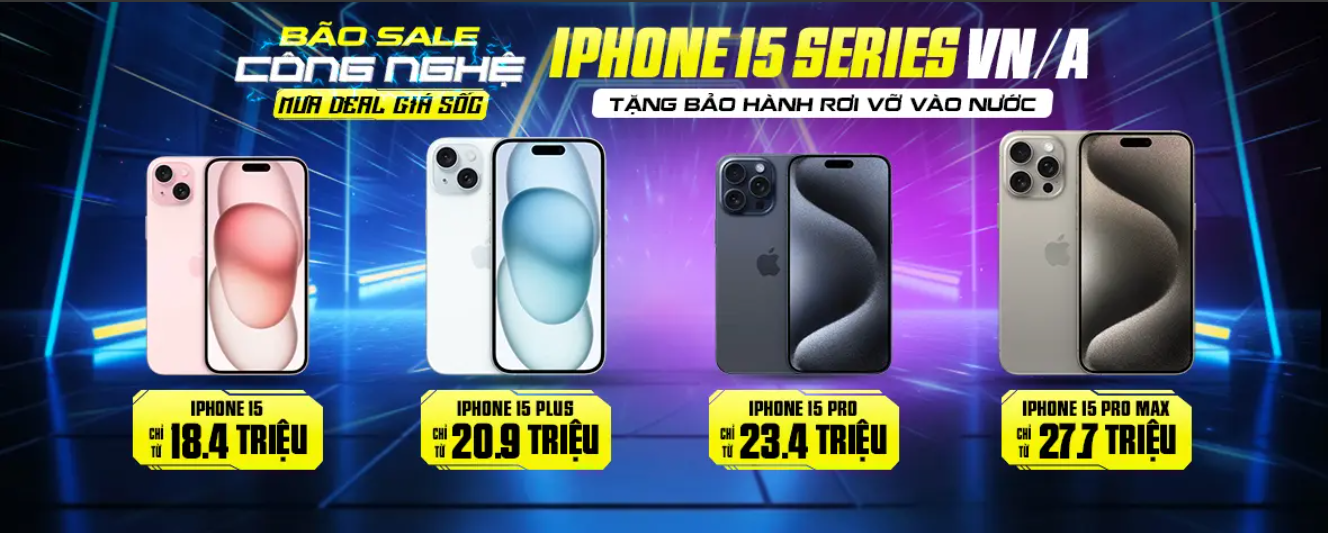 BÃO SALE
CÔNG NGHỆ
MƯA DEAL GIÁ SỐC
IPHONE 15 SERIES VN/A
TẶNG BẢO HÀNH RƠI VỠ VÀO NƯỚC
IPHONE 15
CHỈ TỪ 18.4 TRIỆU
IPHONE 15 PLUS
CHỈ TỪ 20.9 TRIỆU
IPHONE 15 PRO
CHỈ TỪ 23.4 TRIỆU
IPHONE 15 PRO MAX
CHỈ TỪ 27.7 TRIỆU